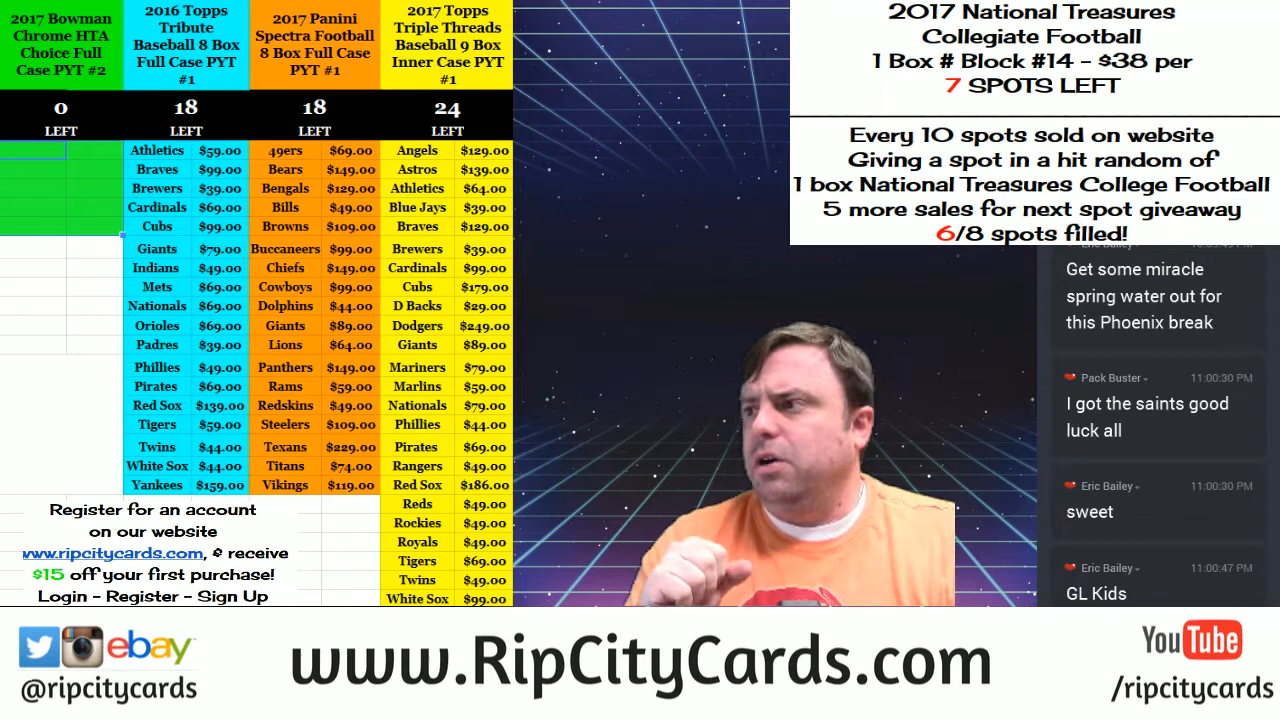 2017 Bowman
Chrome HTA
Choice Full
Case PYT #2
0
LEFT
2016 Topps
Tribute
Baseball 8 Box
Full Case PYT
#1
18
LEFT
Athletics $59.00
Braves $99.00
Brewers $39.00
Cardinals $69.00
Cubs $99.00
Giants $79.00
Indians $49.00
Mets $69.00
Nationals $69.00
Orioles $69.00
Padres $39.00
Phillies $49.00
Pirates $69.00
Red Sox $139.00
Tigers $59.00
Twins $44.00
White Sox $44.00
Yankees $159.00
2017 Panini
Spectra Football
8 Box Full Case
PYT #1
18
LEFT
49ers $69.00
Bears $149.00
Bengals $129.00
Bills $49.00
Browns $109.00
Buccaneers $99.00
Chiefs $149.00
Cowboys $99.00
Dolphins $44.00
Giants $89.00
Lions $64.00
Panthers $149.00
Rams $59.00
Redskins $49.00
Steelers $109.00
Texans $229.00
Titans $74.00
Vikings $119.00
2017 Topps
Triple Threads
Baseball 9 Box
Inner Case PYT
#1
24
LEFT
Angels $129.00
Astros $139.00
Athletics $64.00
Blue Jays $39.00
Braves $129.00
Brewers $39.00
Cardinals $99.00
Cubs $179.00
D Backs $29.00
Dodgers $249.00
Giants $89.00
Mariners $79.00
Marlins $59.00
Nationals $79.00
Phillies $44.00
Pirates $69.00
Rangers $49.00
Red Sox $186.00
Reds $49.00
Rockies $49.00
Royals $49.00
Tigers $69.00
Twins $49.00
White Sox $99.00
Register for an account
on our website
www.ripcitycards.com, & receive
$15 off your first purchase!
Login - Register - Sign Up
2017 National Treasures
Collegiate Football
1 Box # Block #14 - $38 per
7 SPOTS LEFT
Every 10 spots sold on website
Giving a spot in a hit random of
1 box National Treasures College Football
5 more sales for next spot giveaway
6/8 spots filled!
Get some miracle
spring water out for
this Phoenix break
Pack Buster 11:00:30 PM
I got the saints good
luck all
Eric Bailey 11:00:30 PM
sweet
Eric Bailey 11:00:47 PM
GL Kids
ebay
@ripcitycards
www.RipCityCards.com
YouTube
/ripcitycards